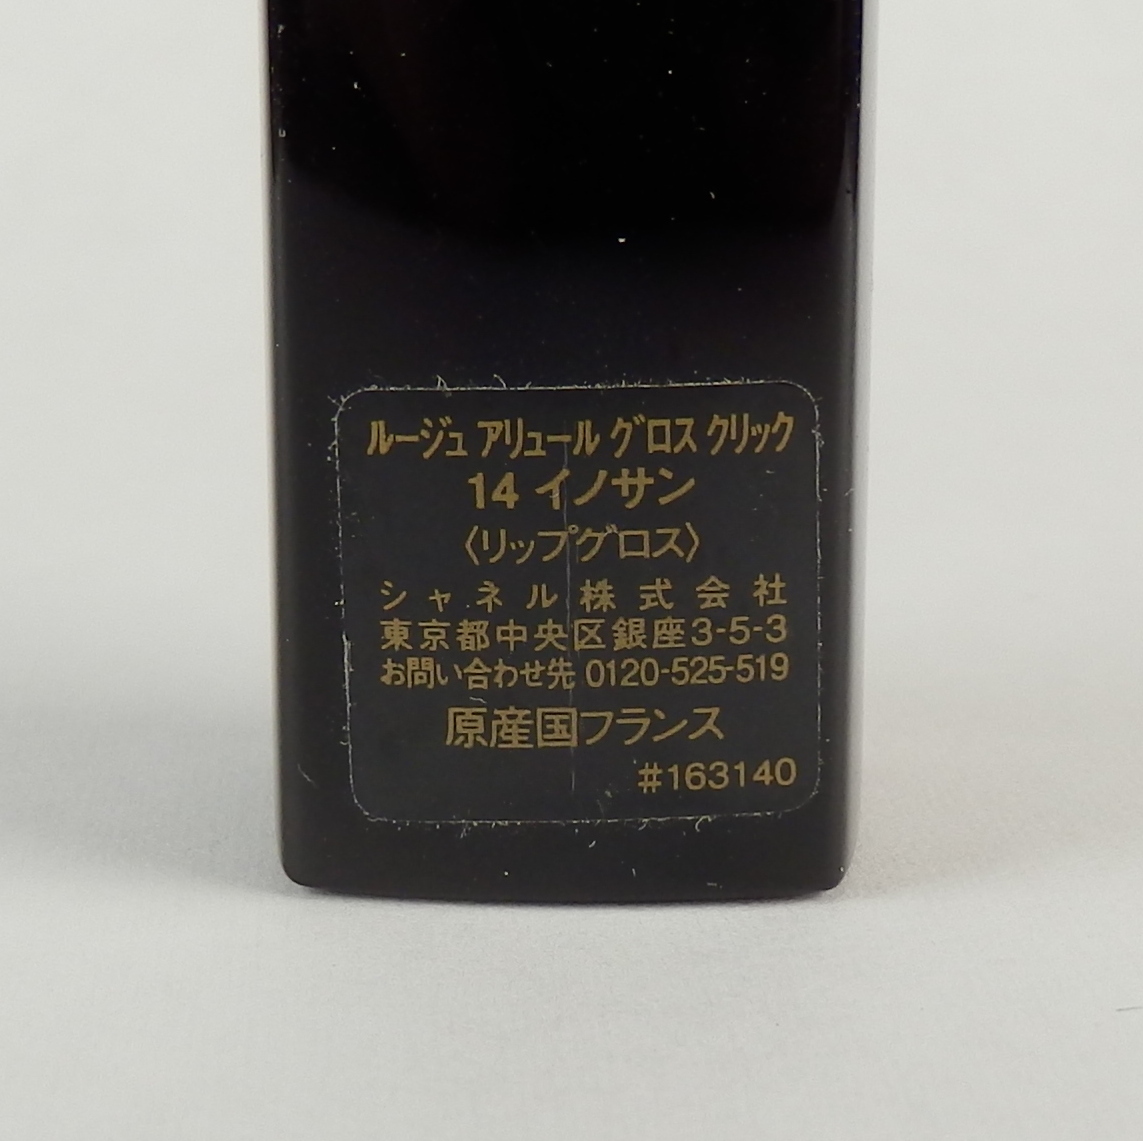 ルージュ アリュール グロス クリック
14 イノサン
〈リップグロス〉
シャネル株式会社
東京都中央区銀座3-5-3
お問い合わせ先 0120-525-519
原産国フランス
#163140